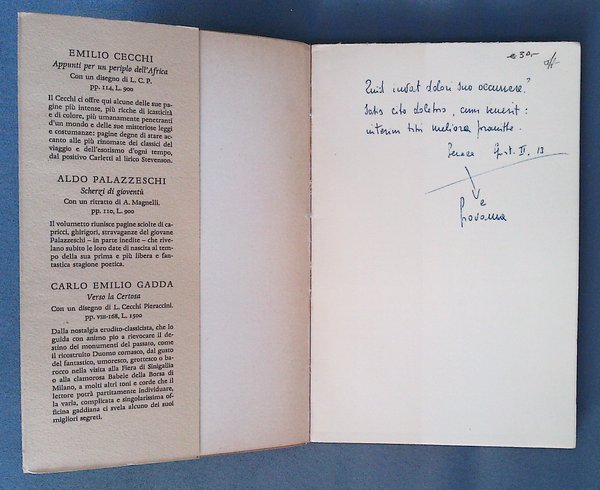 EMILIO CECCHI
Appunti per un periplo dell'Africa
Con un disegno di L. C. P.
pp. 114, L. 900
Il Cecchi ci offre qui alcune delle sue pa-
gine più intense, più ricche di icasticità
e di colore, più umanamente penetranti
d'un mondo e delle sue misteriose leggi
e costumanze: pagine degne di stare ac-
canto alle più rinomate dei classici del
viaggio e dell'esotismo d'ogni tempo,
dal positivo Carletti al lirico Stevenson.
ALDO PALAZZESCHI
Scherzi di gioventù
Con un ritratto di A. Magnelli.
pp. 110, L. 900
Il volumetto riunisce pagine sciolte di ca-
pricci, ghirigori, stravaganze del giovane
Palazzeschi – in parte inedite – che rive-
lano subito le loro date di nascita al tem-
po della sua prima e più libera e fan-
tastica stagione poetica.
CARLO EMILIO GADDA
Verso la Certosa
Con un disegno di L. Cecchi Pieraccini.
pp. VIII-168, L. 1500
Dalla nostalgia erudito-classicista, che lo
guida con animo pio a rievocare il de-
stino dei monumenti del passato, come
il ricostruito Duomo comasco, dal gusto
del fantastico, umoresco, grottesco o ba-
rocco nella visita alla Fiera di Sinigallia
o alla clamorosa Babele della Borsa di
Milano, a molti altri toni e corde che il
lettore potrà partitamente individuare,
la varia, complicata e singolarissima of-
ficina gaddiana ci svela alcuno dei suoi
migliori segreti.
e 30.-
Quid iuvat dolori suo occurrere?
Satis cito dolebis, cum venerit:
interim tibi meliora promitte.
Seneca Ep. II. 13
e
Giovanna